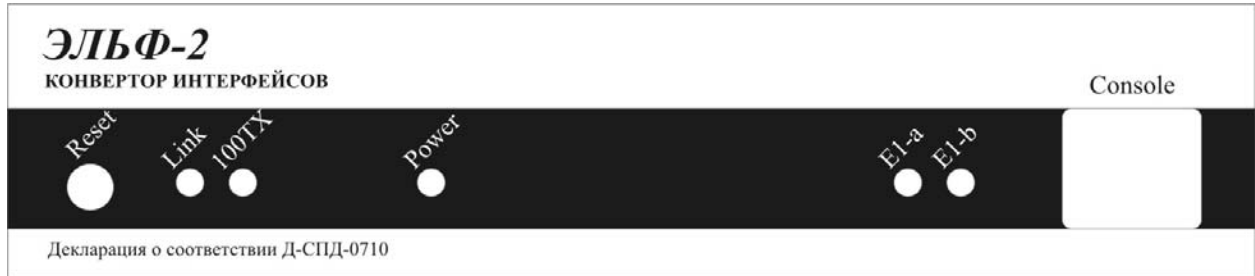 ЭЛЬФ-2
КОНВЕРТОР ИНТЕРФЕЙСОВ
Console
Reset
Link
100TX
Power
E1-a
E1-b
Декларация о соответствии Д-СПД-0710